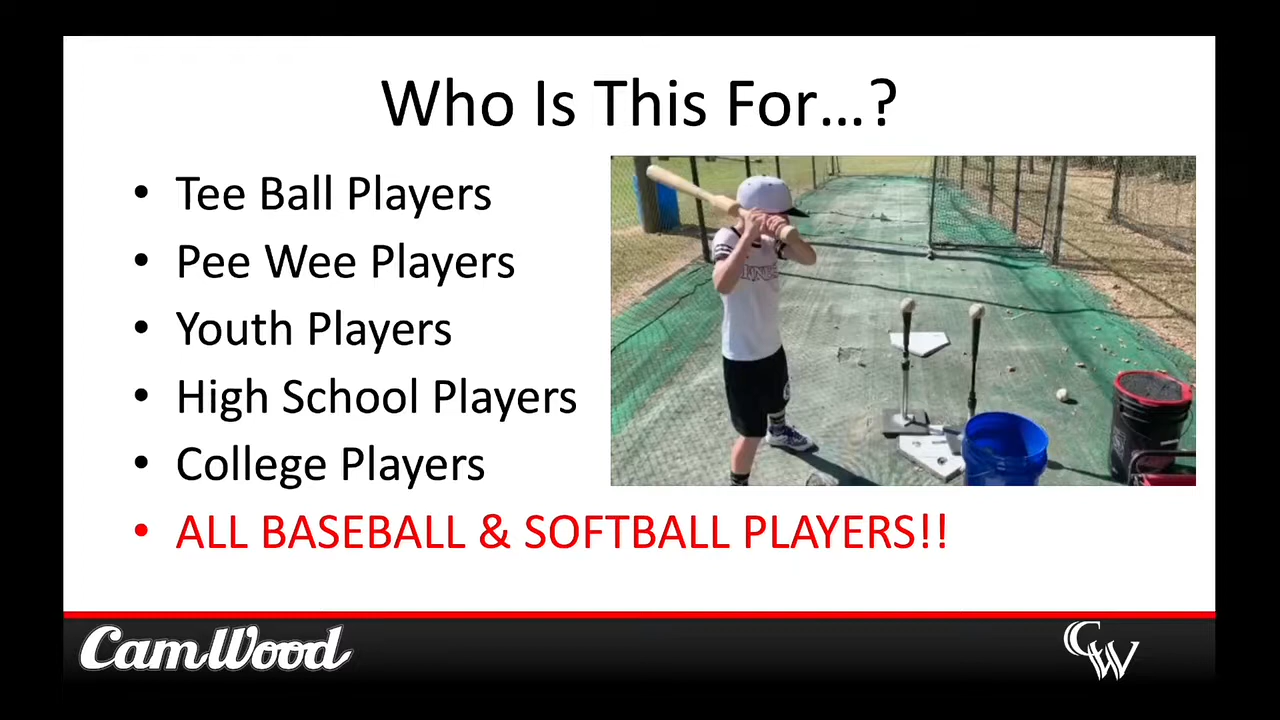 Who Is This For...?
• Tee Ball Players
• Pee Wee Players
• Youth Players
• High School Players
• College Players
• ALL BASEBALL & SOFTBALL PLAYERS!!
CamWood
CW